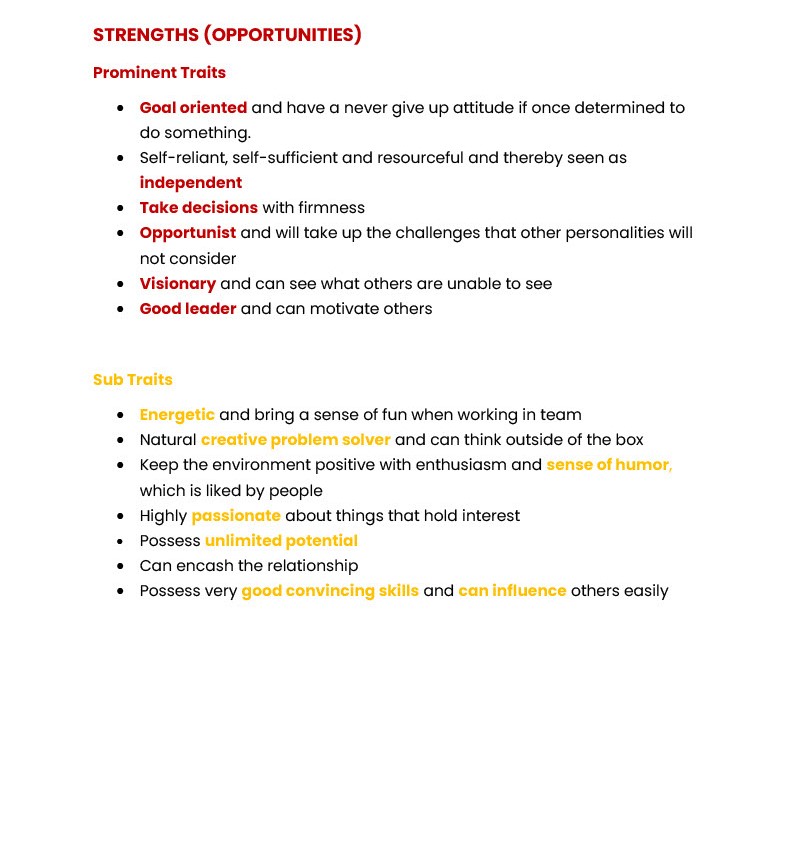 STRENGTHS (OPPORTUNITIES)
Prominent Traits
• Goal oriented and have a never give up attitude if once determined to
do something.
• Self-reliant, self-sufficient and resourceful and thereby seen as
independent
• Take decisions with firmness
• Opportunist and will take up the challenges that other personalities will
not consider
• Visionary and can see what others are unable to see
• Good leader and can motivate others
Sub Traits
• Energetic and bring a sense of fun when working in team
• Natural creative problem solver and can think outside of the box
• Keep the environment positive with enthusiasm and sense of humor,
which is liked by people
• Highly passionate about things that hold interest
• Possess unlimited potential
• Can encash the relationship
• Possess very good convincing skills and can influence others easily